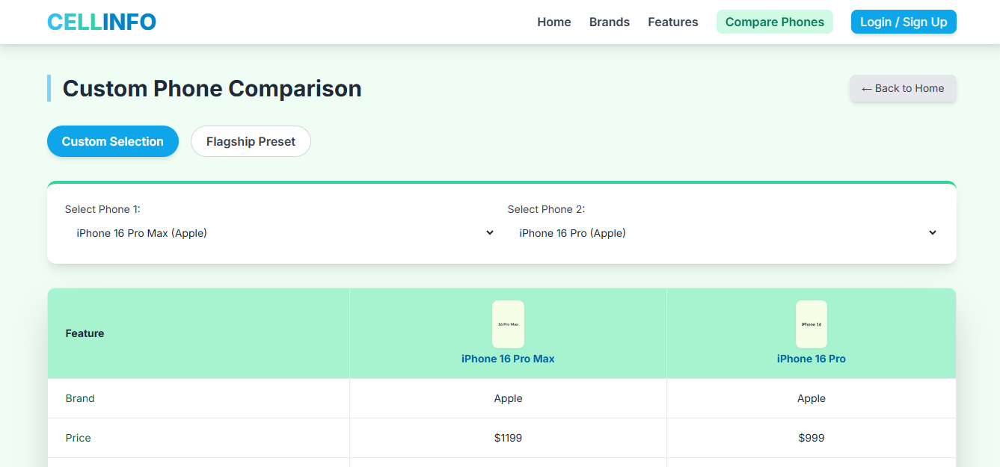 CELLINFO
Home Brands Features Compare Phones Login / Sign Up
Custom Phone Comparison
← Back to Home
Custom Selection Flagship Preset
Select Phone 1: Select Phone 2:
iPhone 16 Pro Max (Apple) iPhone 16 Pro (Apple)
16 Pro Max iPhone 16
Feature
iPhone 16 Pro Max iPhone 16 Pro
Brand Apple Apple
Price $1199 $999